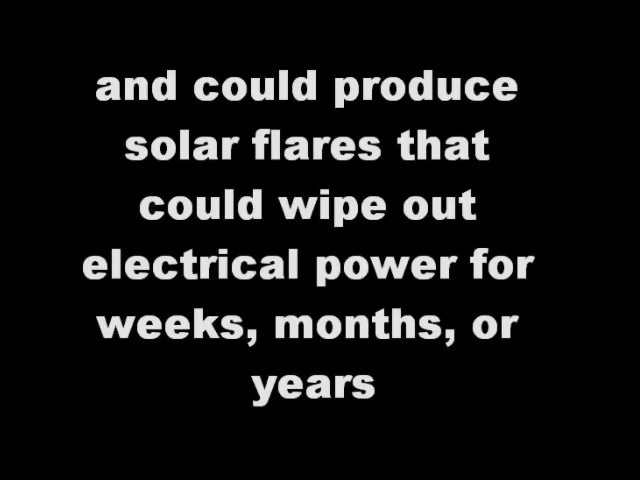 and could produce
solar flares that
could wipe out
electrical power for
weeks, months, or
years